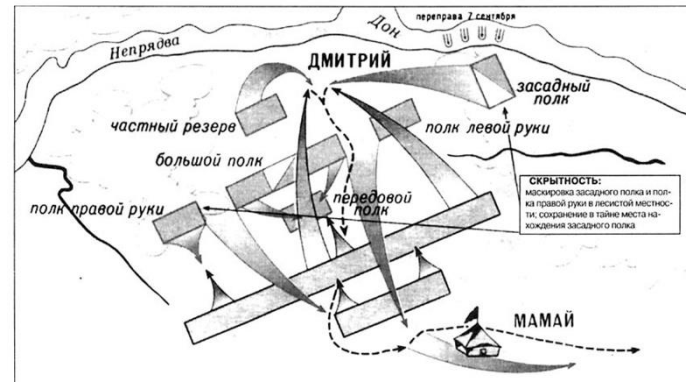 переправа 7 сентября
Дон
Непрядва
ДМИТРИЙ
засадный
полк
частный резерв
полк левой руки
большой полк
СКРЫТНОСТЬ:
маскировка засадного полка и пол-
ка правой руки в лесистой местнос-
ти; сохранение в тайне места на-
хождения засадного полка
передовой
полк
полк правой руки
МАМАЙ